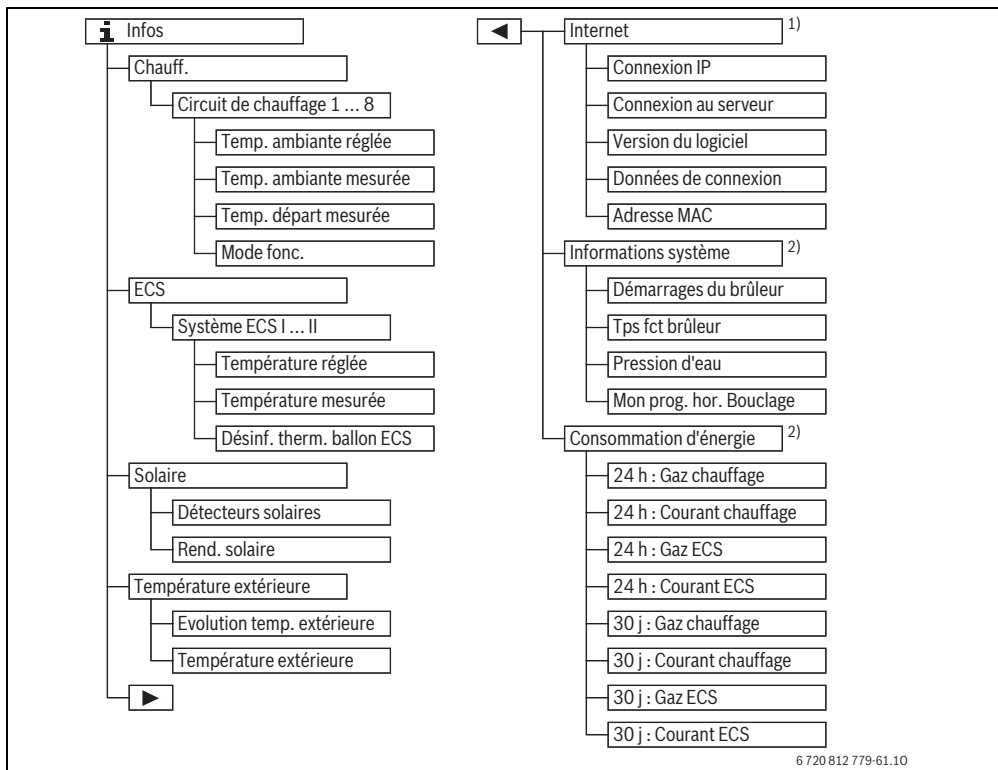 i Infos
Chauff.
Circuit de chauffage 1 ... 8
Temp. ambiante réglée
Temp. ambiante mesurée
Temp. départ mesurée
Mode fonc.
ECS
Système ECS I ... II
Température réglée
Température mesurée
Désinf. therm. ballon ECS
Solaire
Détecteurs solaires
Rend. solaire
Température extérieure
Evolution temp. extérieure
Température extérieure
Internet 1)
Connexion IP
Connexion au serveur
Version du logiciel
Données de connexion
Adresse MAC
Informations système 2)
Démarrages du brûleur
Tps fct brûleur
Pression d'eau
Mon prog. hor. Bouclage
Consommation d'énergie 2)
24 h : Gaz chauffage
24 h : Courant chauffage
24 h : Gaz ECS
24 h : Courant ECS
30 j : Gaz chauffage
30 j : Courant chauffage
30 j : Gaz ECS
30 j : Courant ECS
6 720 812 779-61.1O